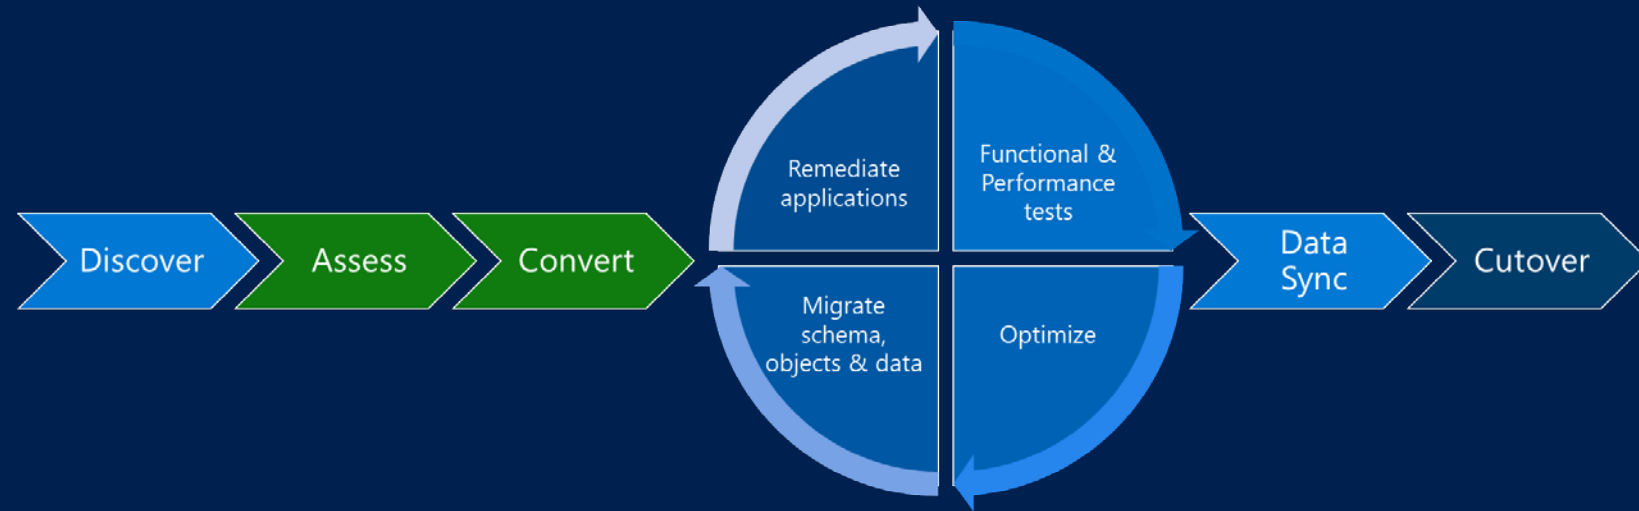 Discover
Assess
Convert
Remediate
applications
Functional &
Performance
tests
Migrate
schema,
objects & data
Optimize
Data
Sync
Cutover